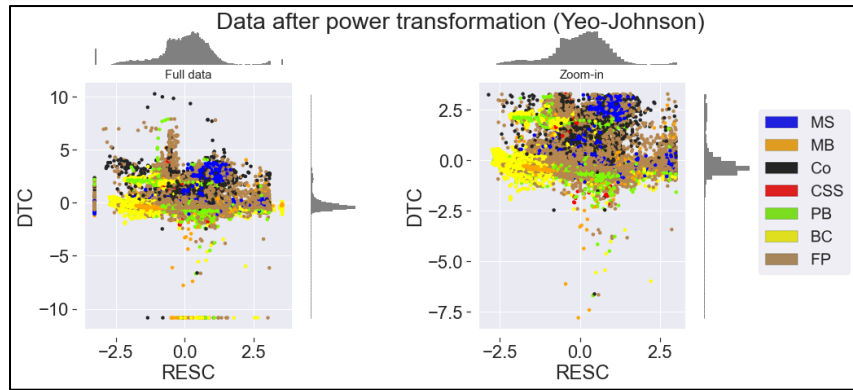 Data after power transformation (Yeo-Johnson)
Full data
10
5
0
−5
−10
DTC
−2.5 0.0 2.5
RESC
Zoom-in
2.5
0.0
−2.5
−5.0
−7.5
DTC
−2.5 0.0 2.5
RESC
MS
MB
Co
CSS
PB
BC
FP